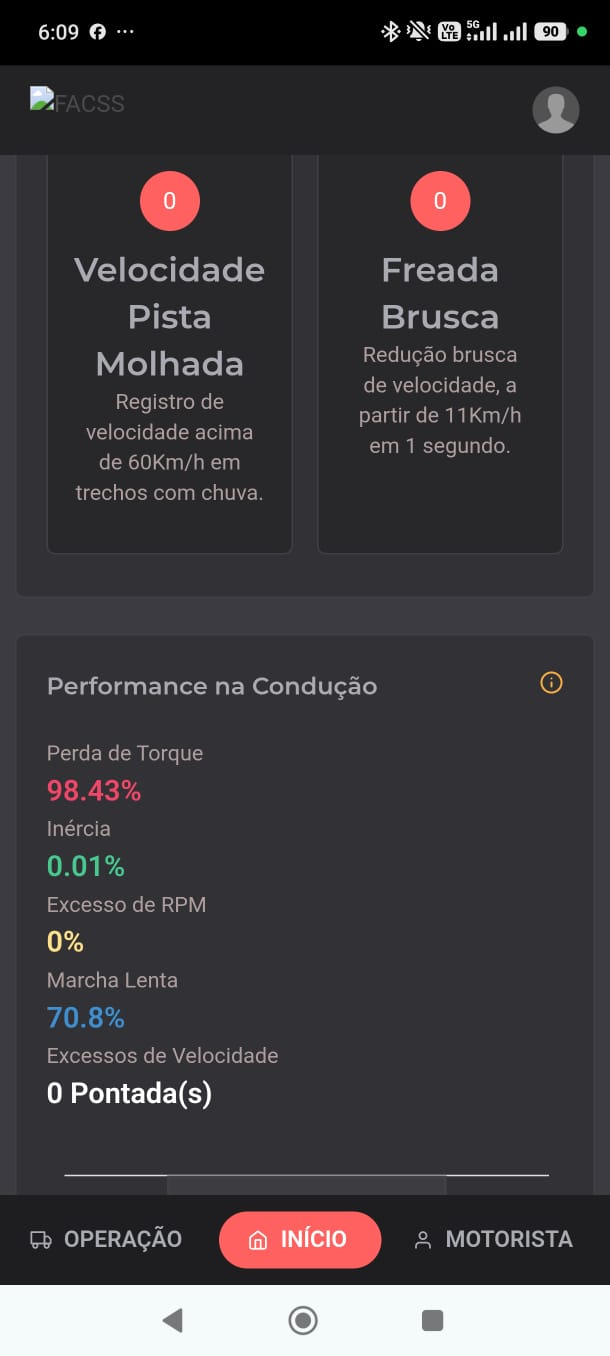 6:09
Vo LTE 5G 90
FACSS
0
Velocidade
Pista
Molhada
Registro de
velocidade acima
de 60Km/h em
trechos com chuva.
0
Freada
Brusca
Redução brusca
de velocidade, a
partir de 11Km/h
em 1 segundo.
Performance na Condução
Perda de Torque
98.43%
Inércia
0.01%
Excesso de RPM
0%
Marcha Lenta
70.8%
Excessos de Velocidade
0 Pontada(s)
OPERAÇÃO INÍCIO MOTORISTA